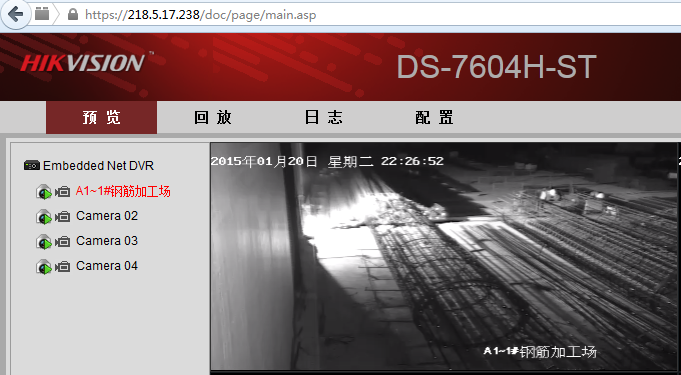 https://218.5.17.238/doc/page/main.asp
HIKVISION™
DS-7604H-ST
预览 回放 日志 配置
Embedded Net DVR
A1~1#钢筋加工场
Camera 02
Camera 03
Camera 04
2015年01月20日 星期二 22:26:52
A1~1#钢筋加工场